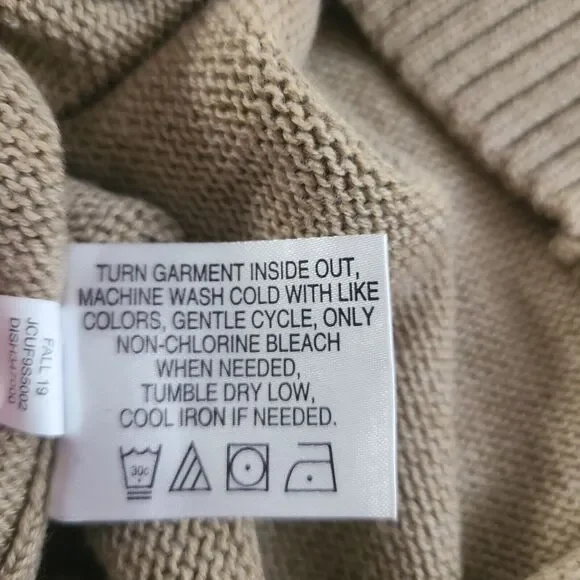 TURN GARMENT INSIDE OUT,
MACHINE WASH COLD WITH LIKE
COLORS, GENTLE CYCLE, ONLY
NON-CHLORINE BLEACH
WHEN NEEDED,
TUMBLE DRY LOW,
COOL IRON IF NEEDED.
30c
FALL 19
JCUF9S5002